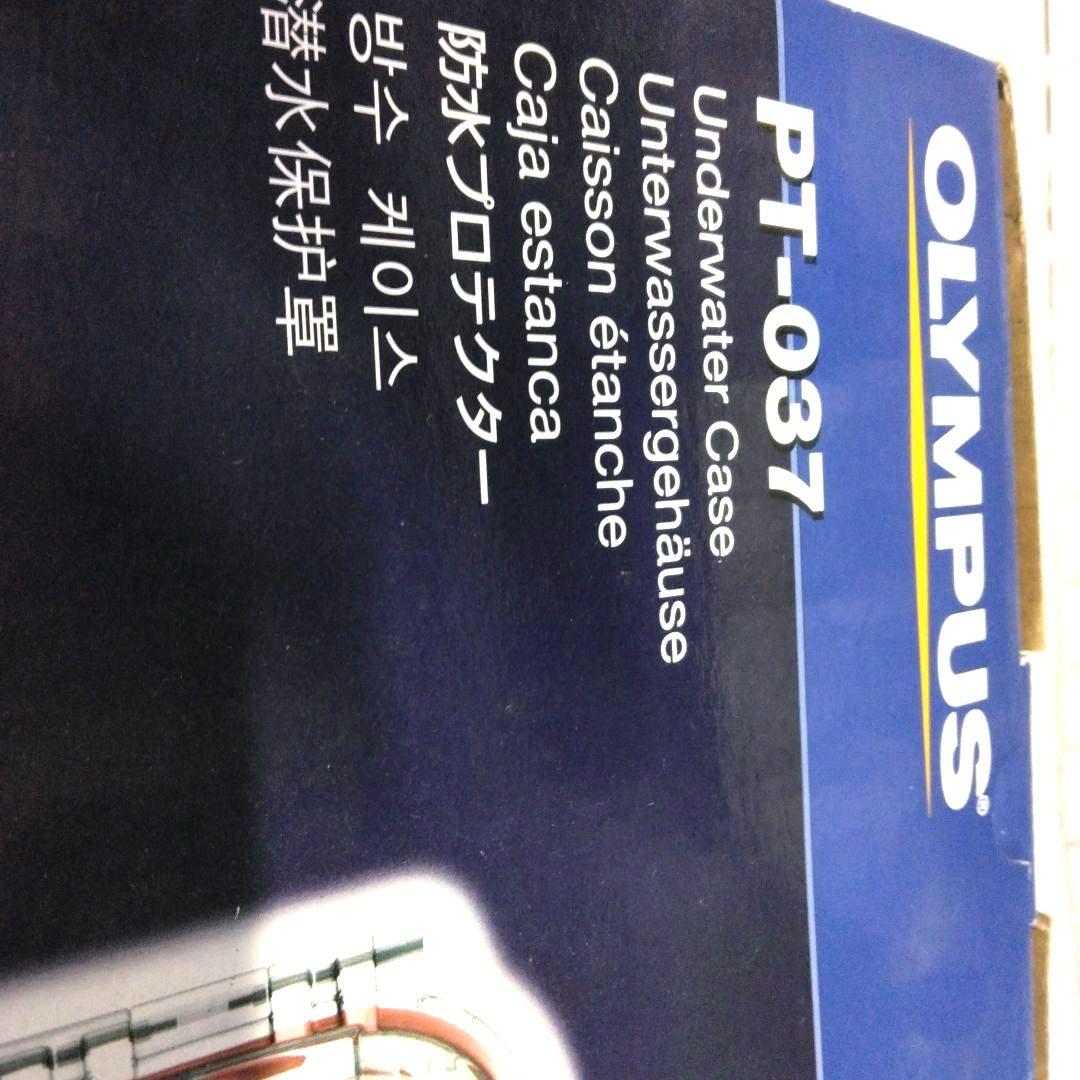 OLYMPUS®
PT-037
Underwater Case
Unterwassergehäuse
Caisson étanche
Caja estanca
防水プロテクター
방수 케이스
潜水保护罩